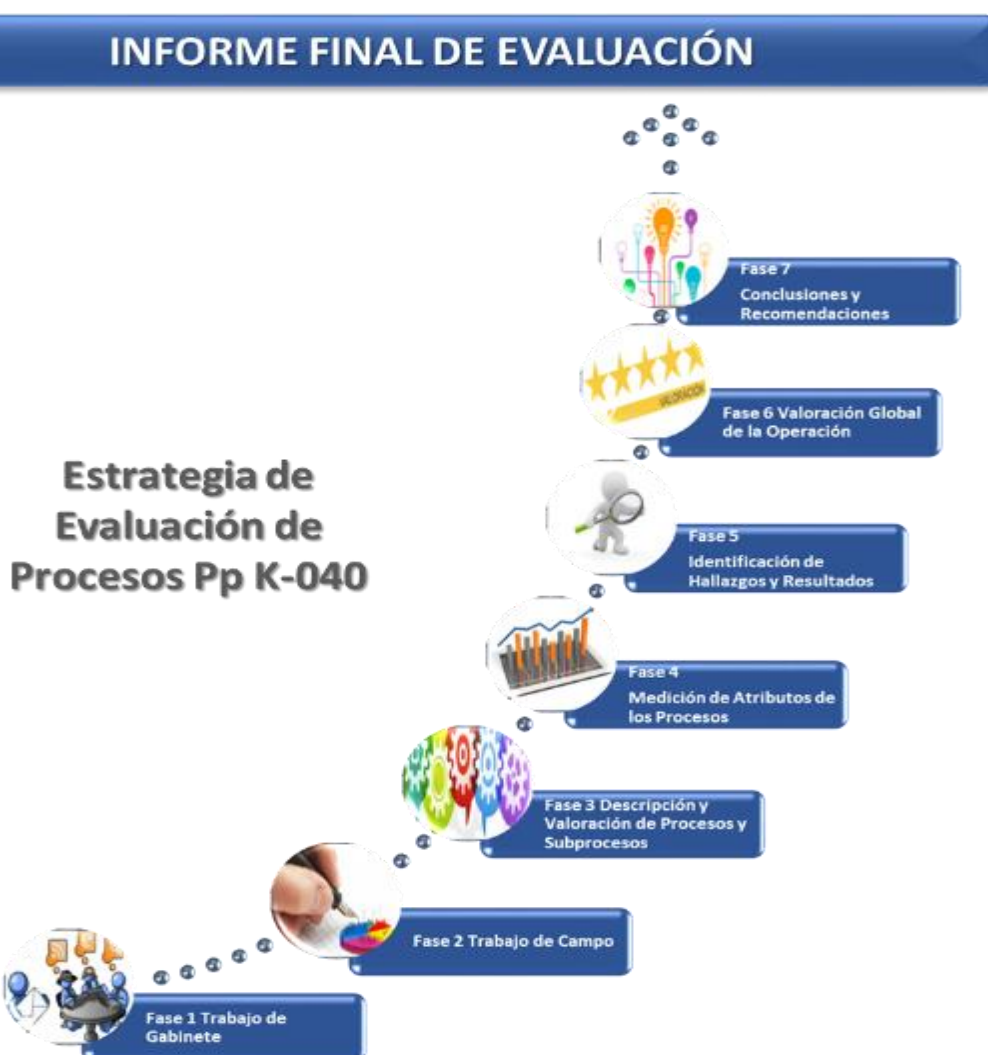 INFORME FINAL DE EVALUACIÓN
Fase 7
Conclusiones y
Recomendaciones
VALORACION
Fase 6 Valoración Global
de la Operación
Estrategia de
Evaluación de
Procesos Pp K-040
Fase 5
Identificación de
Hallazgos y Resultados
Fase 4
Medición de Atributos de
los Procesos
Fase 3 Descripción y
Valoración de Procesos y
Subprocesos
Fase 2 Trabajo de Campo
Fase 1 Trabajo de
Gabinete